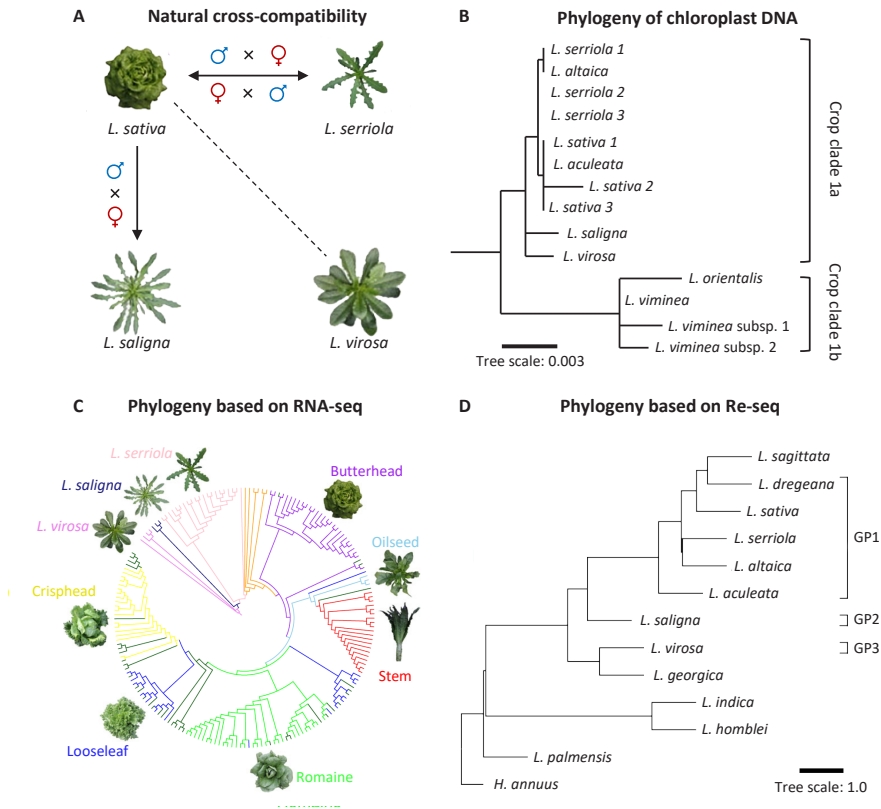 A Natural cross-compatibility
♂ × ♀
♀ × ♂
L. sativa
L. serriola
♂
×
♀
L. saligna
L. virosa
B Phylogeny of chloroplast DNA
L. serriola 1
L. altaica
L. serriola 2
L. serriola 3
L. sativa 1
L. aculeata
L. sativa 2
L. sativa 3
L. saligna
L. virosa
L. orientalis
L. viminea
L. viminea subsp. 1
L. viminea subsp. 2
Crop clade 1a
Crop clade 1b
Tree scale: 0.003
C Phylogeny based on RNA-seq
L. serriola
L. saligna
L. virosa
Butterhead
Oilseed
Crisphead
Stem
Looseleaf
Romaine
D Phylogeny based on Re-seq
L. sagittata
L. dregeana
L. sativa
L. serriola
L. altaica
L. aculeata
L. saligna
L. virosa
L. georgica
L. indica
L. homblei
L. palmensis
H. annuus
GP1
GP2
GP3
Tree scale: 1.0